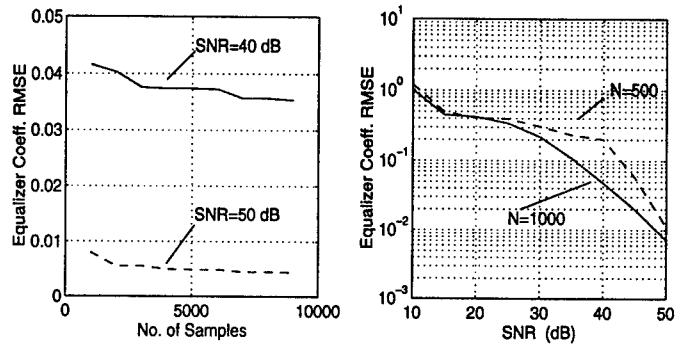 0.05
0.04
0.03
0.02
0.01
0
0
5000
10000
Equalizer Coeff. RMSE
No. of Samples
SNR=40 dB
SNR=50 dB
10^1
10^0
10^-1
10^-2
10^-3
10
20
30
40
50
Equalizer Coeff. RMSE
SNR (dB)
N=500
N=1000